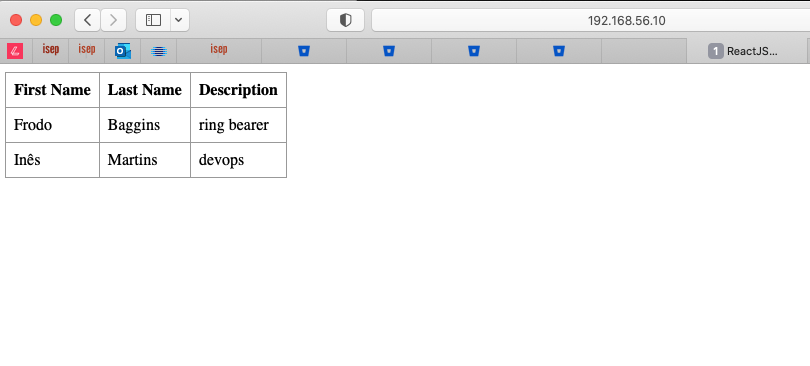 192.168.56.10
isep isep isep 1 ReactJS...
First Name Last Name Description
Frodo Baggins ring bearer
Inês Martins devops